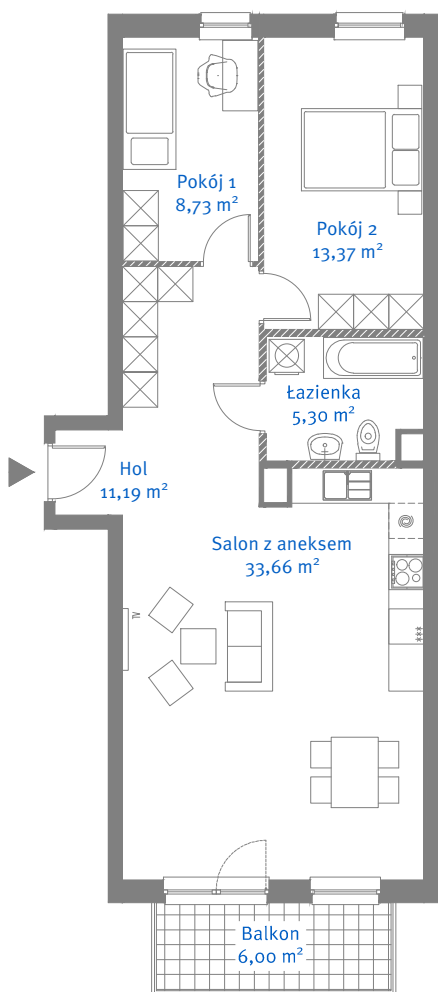 Pokój 1
8,73 m²
Pokój 2
13,37 m²
Łazienka
5,30 m²
Hol
11,19 m²
Salon z aneksem
33,66 m²
TV
***
Balkon
6,00 m²